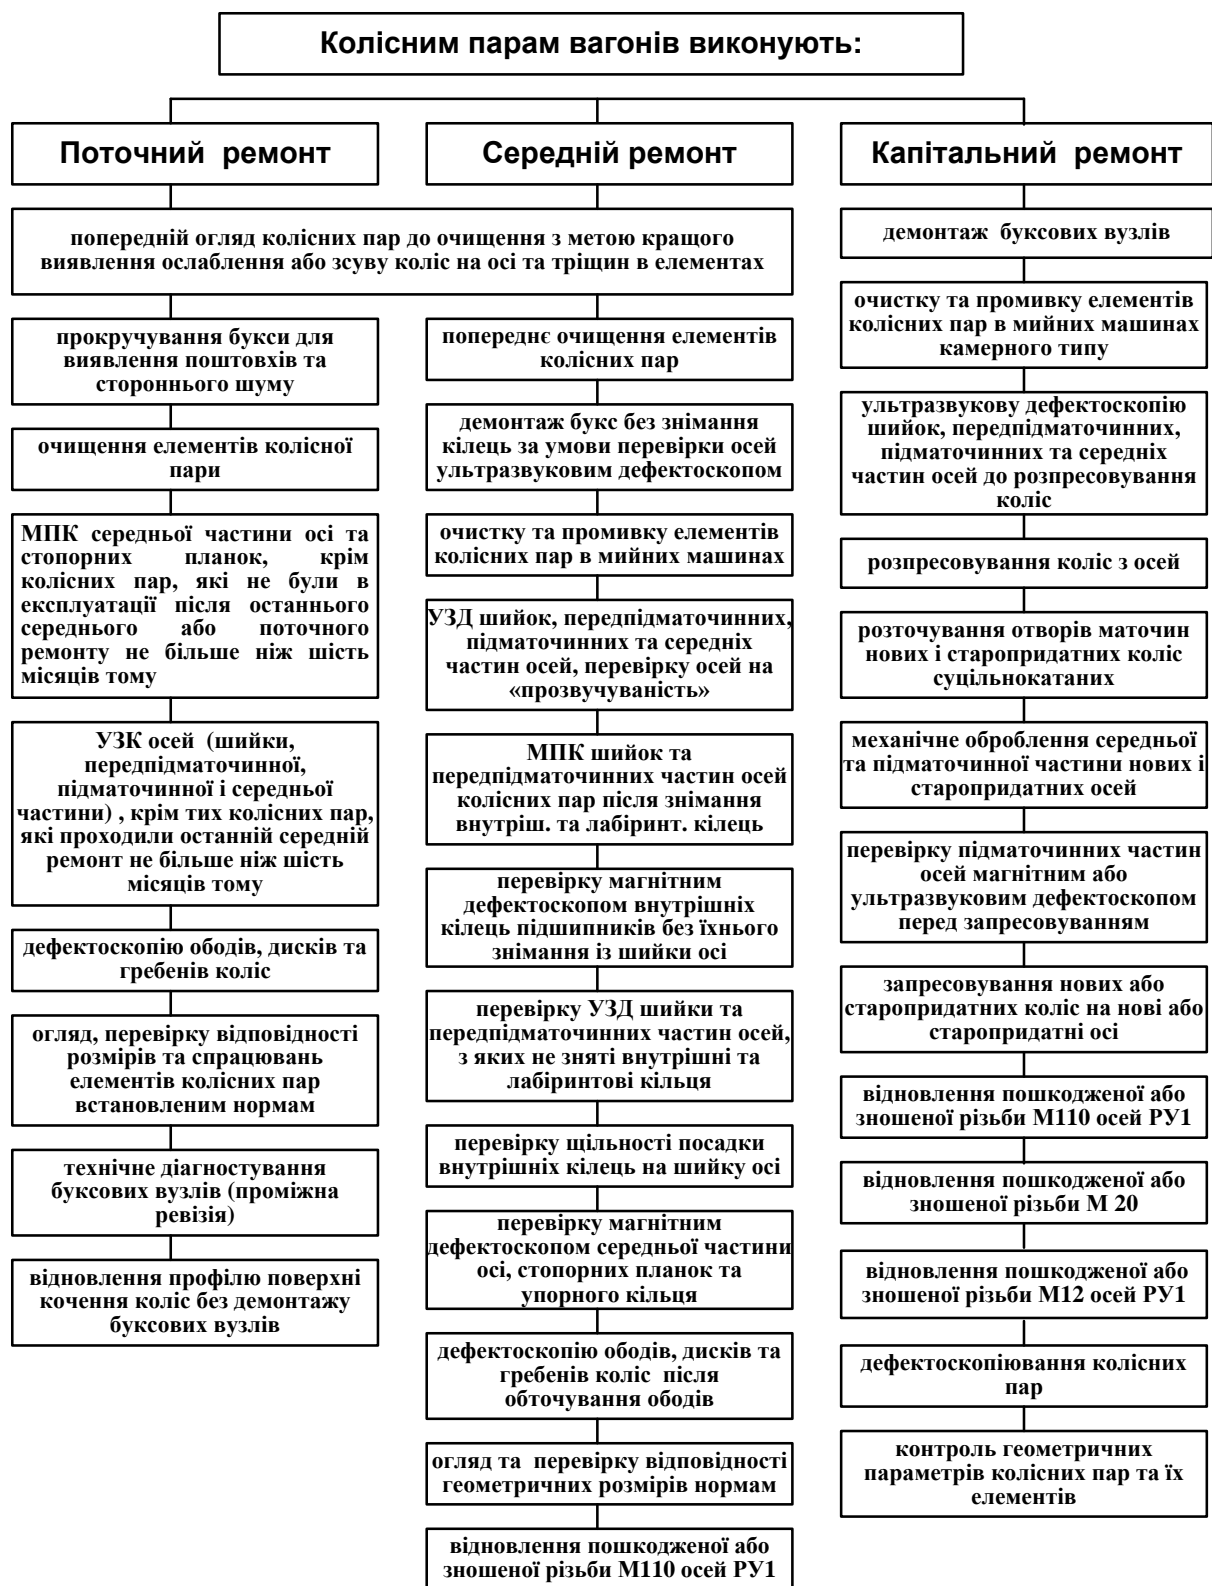 Колісним парам вагонів виконують:
Поточний ремонт
Середній ремонт
Капітальний ремонт
попередній огляд колісних пар до очищення з метою кращого
виявлення ослаблення або зсуву коліс на осі та тріщин в елементах
прокручування букси для
виявлення поштовхів та
стороннього шуму
очищення елементів колісної
пари
МПК середньої частини осі та
стопорних планок, крім
колісних пар, які не були в
експлуатації після останнього
середнього або поточного
ремонту не більше ніж шість
місяців тому
УЗК осей (шийки,
передпідматочинної,
підматочинної і середньої
частини) , крім тих колісних пар,
які проходили останній середній
ремонт не більше ніж шість
місяців тому
дефектоскопію ободів, дисків та
гребенів коліс
огляд, перевірку відповідності
розмірів та спрацювань
елементів колісних пар
встановленим нормам
технічне діагностування
буксових вузлів (проміжна
ревізія)
відновлення профілю поверхні
кочення коліс без демонтажу
буксових вузлів
попереднє очищення елементів
колісних пар
демонтаж букс без знімання
кілець за умови перевірки осей
ультразвуковим дефектоскопом
очистку та промивку елементів
колісних пар в мийних машинах
УЗД шийок, передпідматочинних,
підматочинних та середніх
частин осей, перевірку осей на
«прозвучуваність»
МПК шийок та
передпідматочинних частин осей
колісних пар після знімання
внутріш. та лабіринт. кілець
перевірку магнітним
дефектоскопом внутрішніх
кілець підшипників без їхнього
знімання із шийки осі
перевірку УЗД шийки та
передпідматочинних частин осей,
з яких не зняті внутрішні та
лабіринтові кільця
перевірку щільності посадки
внутрішніх кілець на шийку осі
перевірку магнітним
дефектоскопом середньої частини
осі, стопорних планок та
упорного кільця
дефектоскопію ободів, дисків та
гребенів коліс після
обточування ободів
огляд та перевірку відповідності
геометричних розмірів нормам
відновлення пошкодженої або
зношеної різьби М110 осей РУ1
демонтаж буксових вузлів
очистку та промивку елементів
колісних пар в мийних машинах
камерного типу
ультразвукову дефектоскопію
шийок, передпідматочинних,
підматочинних та середніх
частин осей до розпресовування
коліс
розпресовування коліс з осей
розточування отворів маточин
нових і старопридатних коліс
суцільнокатаних
механічне оброблення середньої
та підматочинної частини нових і
старопридатних осей
перевірку підматочинних частин
осей магнітним або
ультразвуковим дефектоскопом
перед запресовуванням
запресовування нових або
старопридатних коліс на нові або
старопридатні осі
відновлення пошкодженої або
зношеної різьби М110 осей РУ1
відновлення пошкодженої або
зношеної різьби М 20
відновлення пошкодженої або
зношеної різьби М12 осей РУ1
дефектоскопіювання колісних
пар
контроль геометричних
параметрів колісних пар та їх
елементів